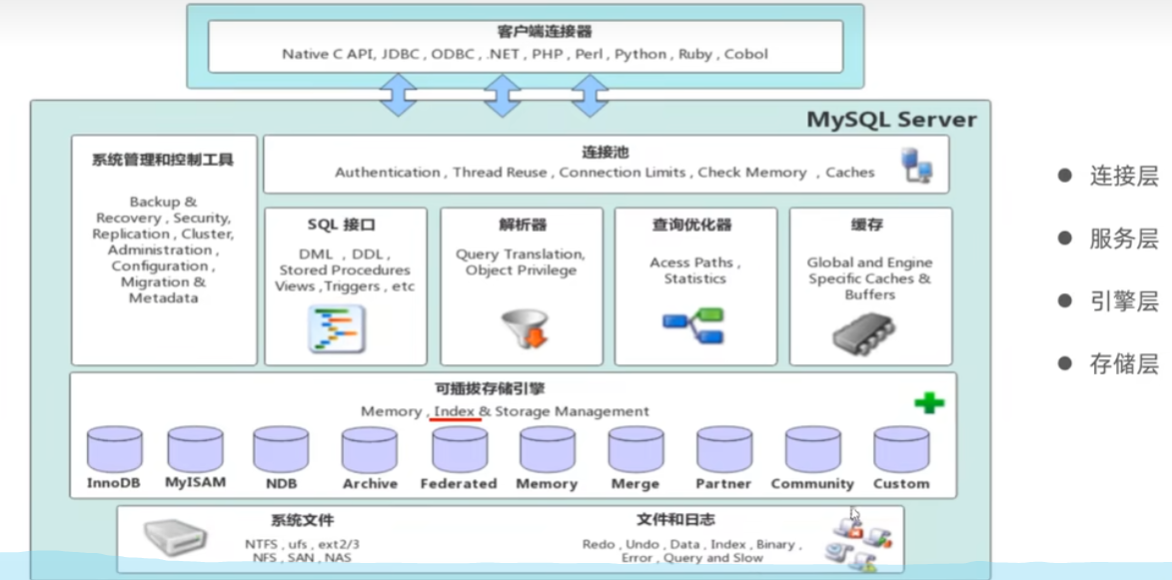 客户端连接器
Native C API, JDBC , ODBC , .NET , PHP , Perl , Python , Ruby , Cobol
MySQL Server
系统管理和控制工具
Backup &
Recovery , Security,
Replication , Cluster,
Administration ,
Configuration ,
Migration &
Metadata
连接池
Authentication , Thread Reuse , Connection Limits , Check Memory , Caches
SQL 接口
DML , DDL ,
Stored Procedures
Views ,Triggers , etc
解析器
Query Translation,
Object Privilege
查询优化器
Acess Paths ,
Statistics
缓存
Global and Engine
Specific Caches &
Buffers
可插拔存储引擎
Memory , Index & Storage Management
InnoDB MyISAM NDB Archive Federated Memory Merge Partner Community Custom
系统文件
NTFS , ufs , ext2/3
NFS , SAN , NAS
文件和日志
Redo , Undo , Data , Index , Binary ,
Error , Query and Slow
连接层
服务层
引擎层
存储层